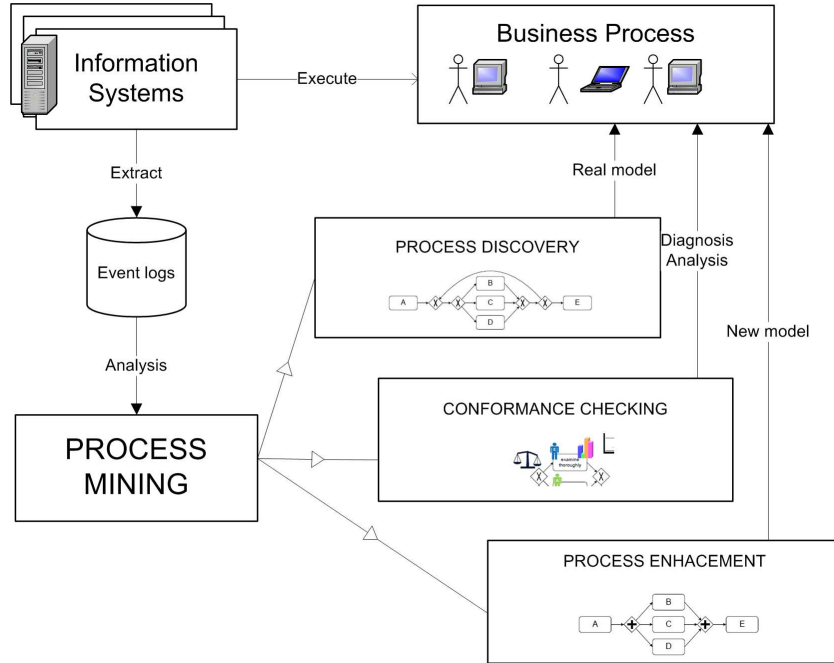 Information
Systems
Business Process
Execute
Extract
Real model
Event logs
PROCESS DISCOVERY
Diagnosis
Analysis
A
B
C
D
E
New model
Analysis
PROCESS
MINING
CONFORMANCE CHECKING
examine
thoroughly
PROCESS ENHACEMENT
A
B
C
D
E